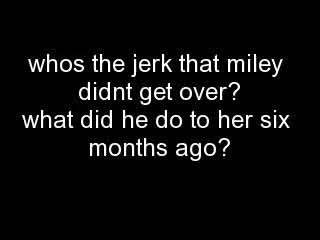 whos the jerk that miley
didnt get over?
what did he do to her six
months ago?